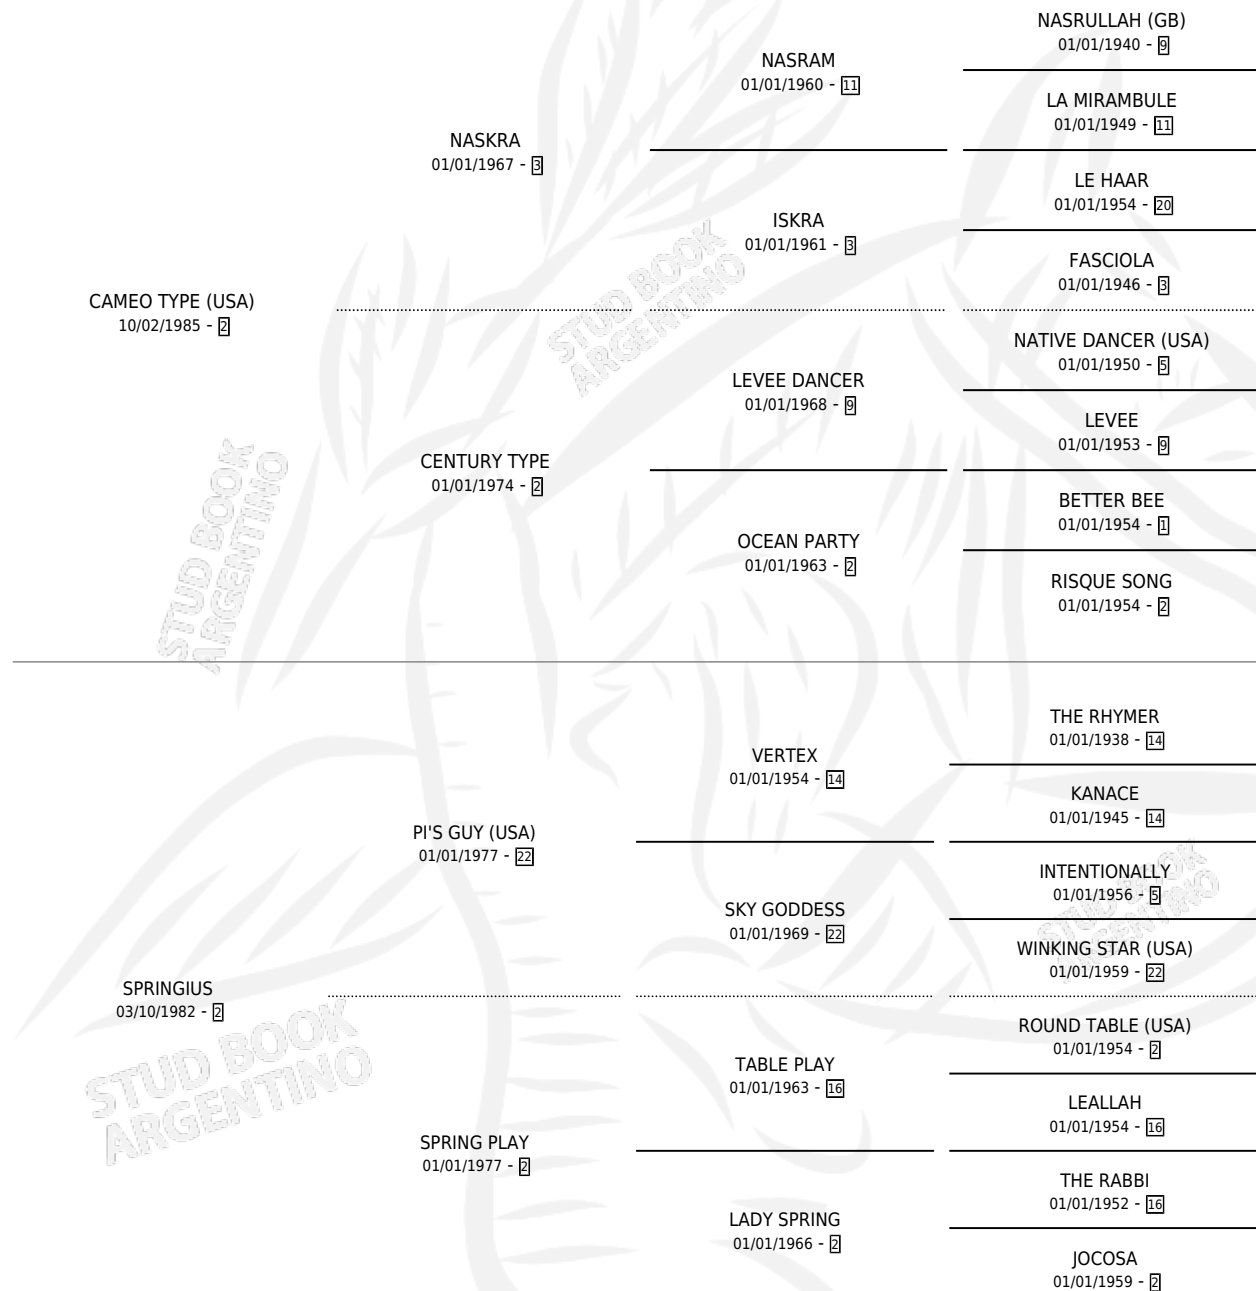 NASRULLAH (GB)
01/01/1940 - 9
NASRAM
01/01/1960 - 11
LA MIRAMBULE
01/01/1949 - 11
NASKRA
01/01/1967 - 3
LE HAAR
01/01/1954 - 20
ISKRA
01/01/1961 - 3
FASCIOLA
01/01/1946 - 3
CAMEO TYPE (USA)
10/02/1985 - 2
STUD BOOK
ARGENTINO
NATIVE DANCER (USA)
01/01/1950 - 5
LEVEE DANCER
01/01/1968 - 9
LEVEE
01/01/1953 - 9
CENTURY TYPE
01/01/1974 - 2
BETTER BEE
01/01/1954 - 1
OCEAN PARTY
01/01/1963 - 2
RISQUE SONG
01/01/1954 - 2
STUD BOOK
ARGENTINO
THE RHYMER
01/01/1938 - 14
VERTEX
01/01/1954 - 14
KANACE
01/01/1945 - 14
PI'S GUY (USA)
01/01/1977 - 22
INTENTIONALLY
01/01/1956 - 5
SKY GODDESS
01/01/1969 - 22
WINKING STAR (USA)
01/01/1959 - 22
STUD BOOK
ARGENTINO
SPRINGIUS
03/10/1982 - 2
ROUND TABLE (USA)
01/01/1954 - 2
TABLE PLAY
01/01/1963 - 16
LEALLAH
01/01/1954 - 16
STUD BOOK
ARGENTINO
SPRING PLAY
01/01/1977 - 2
THE RABBI
01/01/1952 - 16
LADY SPRING
01/01/1966 - 2
JOCOSA
01/01/1959 - 2